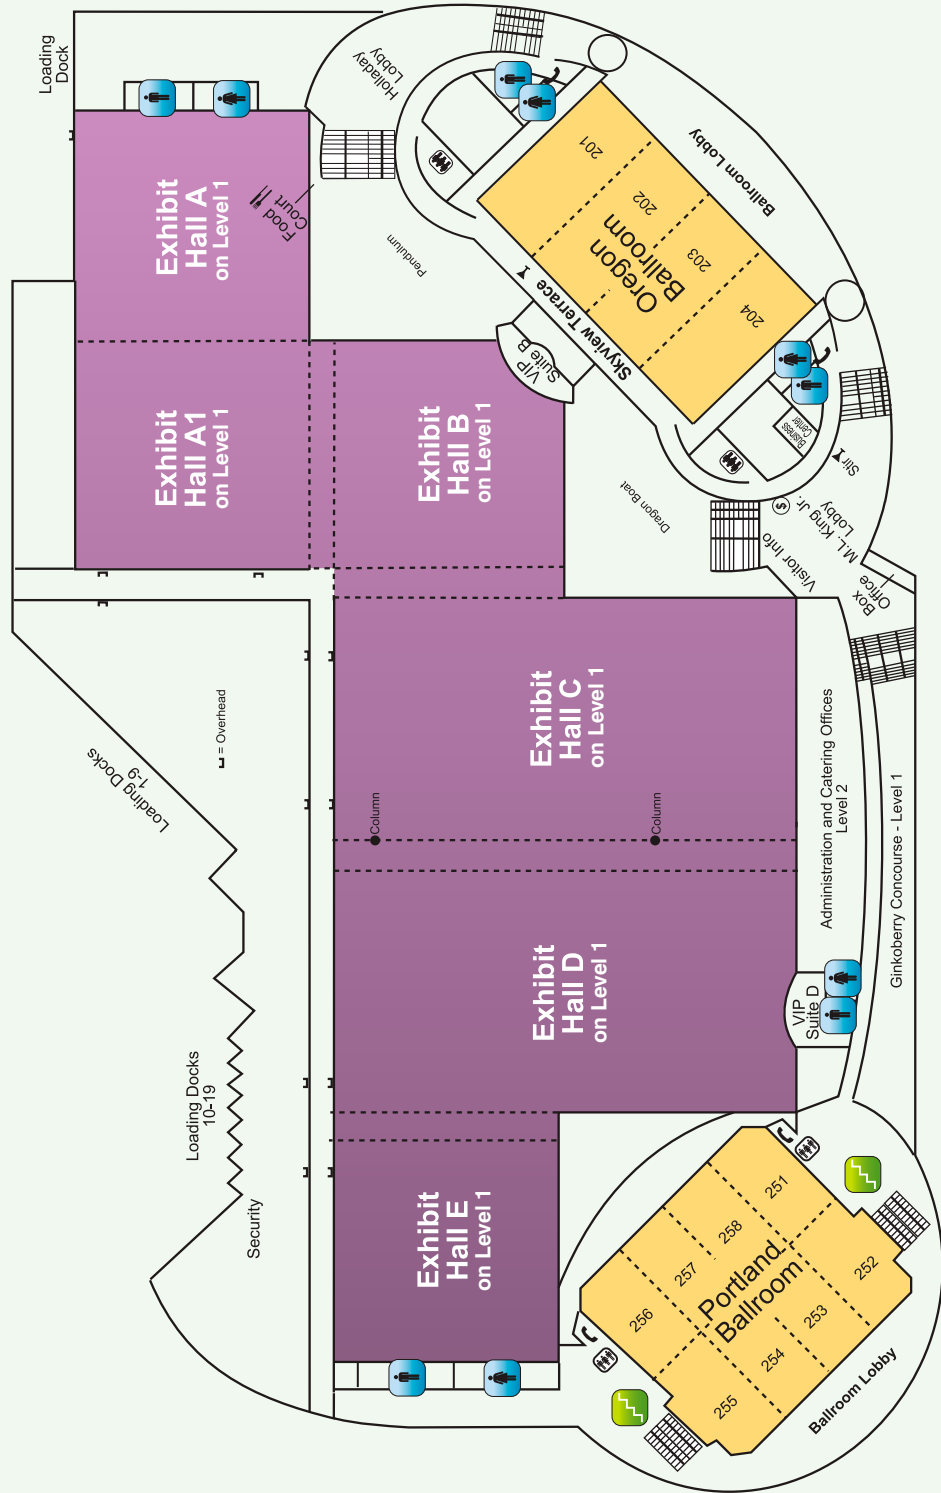 Loading
Dock
Holladay
Lobby
Exhibit
Hall A
on Level 1
Food
Court
Pendulum
201
202
203
204
Oregon
Ballroom
Ballroom Lobby
Skyview Terrace
VIP
Suite B
Exhibit
Hall A1
on Level 1
Exhibit
Hall B
on Level 1
Business
Center
Stir
Dragon Boat
$
M.L. King Jr.
Lobby
Visitor Info
Box
Office
= Overhead
Loading Docks
1-9
Exhibit
Hall C
on Level 1
Column
Column
Administration and Catering Offices
Level 2
Ginkoberry Concourse - Level 1
Exhibit
Hall D
on Level 1
VIP
Suite D
Loading Docks
10-19
Security
Exhibit
Hall E
on Level 1
251
258
257
256
Portland
Ballroom
252
253
254
255
Ballroom Lobby